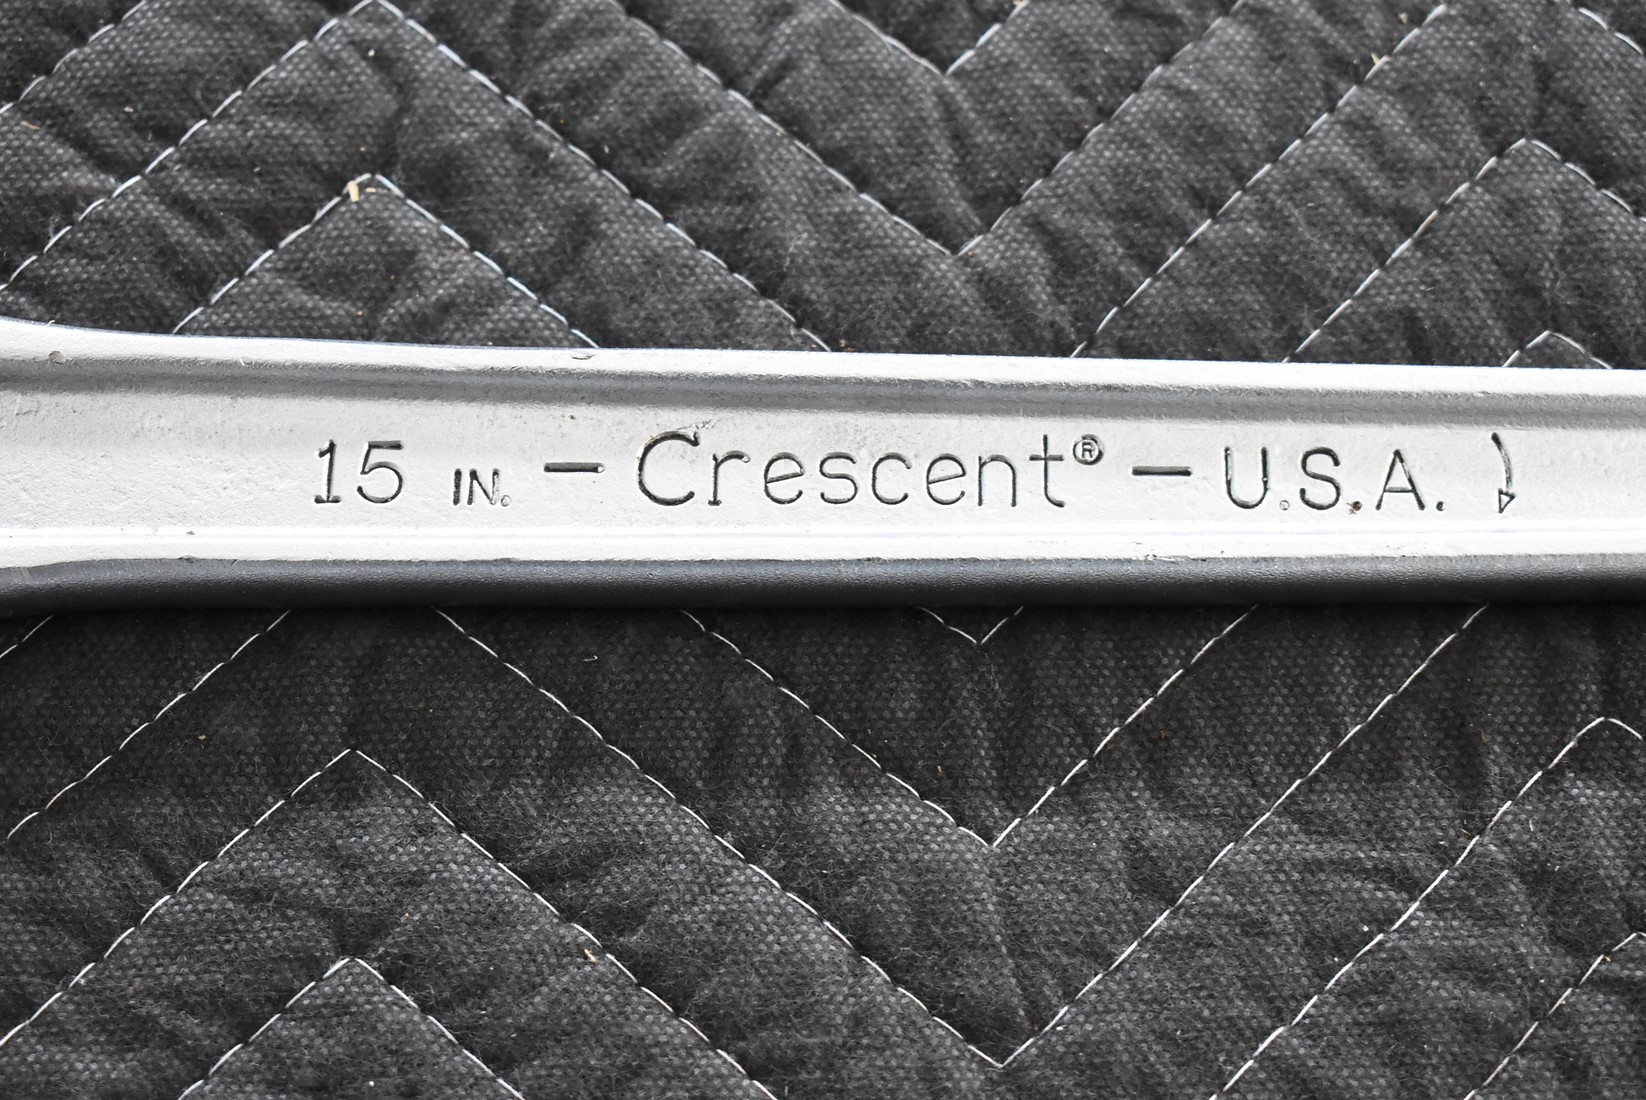 15 IN. — Crescent® — U.S.A.